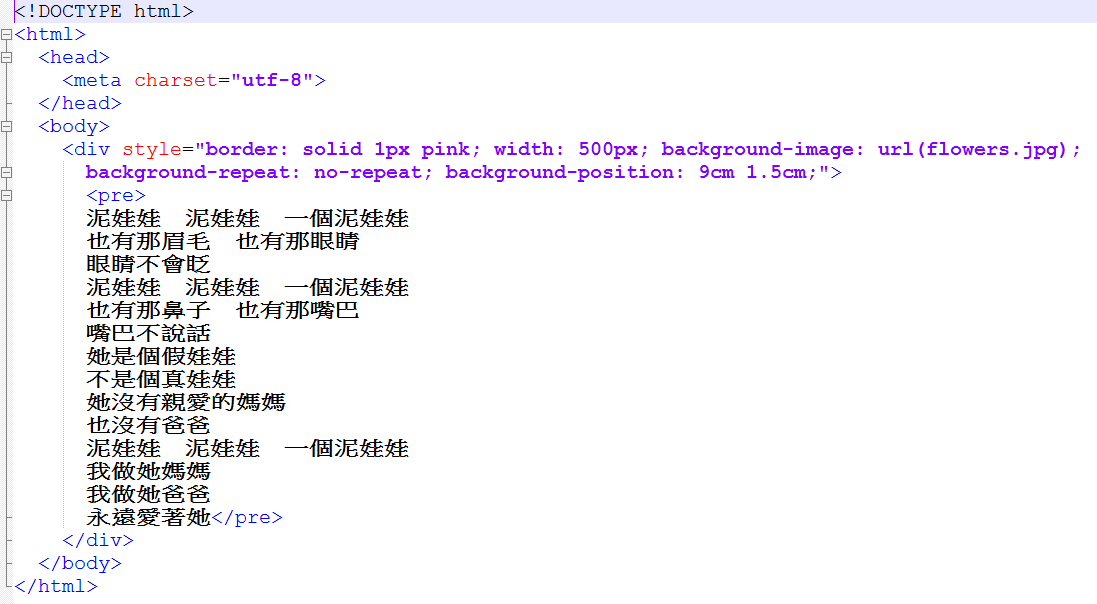 <!DOCTYPE html>
<html>
  <head>
    <meta charset="utf-8">
  </head>
  <body>
    <div style="border: solid 1px pink; width: 500px; background-image: url(flowers.jpg);
      background-repeat: no-repeat; background-position: 9cm 1.5cm;">
      <pre>
      泥娃娃　泥娃娃　一個泥娃娃
      也有那眉毛　也有那眼睛
      眼睛不會眨
      泥娃娃　泥娃娃　一個泥娃娃
      也有那鼻子　也有那嘴巴
      嘴巴不說話
      她是個假娃娃
      不是個真娃娃
      她沒有親愛的媽媽
      也沒有爸爸
      泥娃娃　泥娃娃　一個泥娃娃
      我做她媽媽
      我做她爸爸
      永遠愛著她</pre>
    </div>
  </body>
</html>